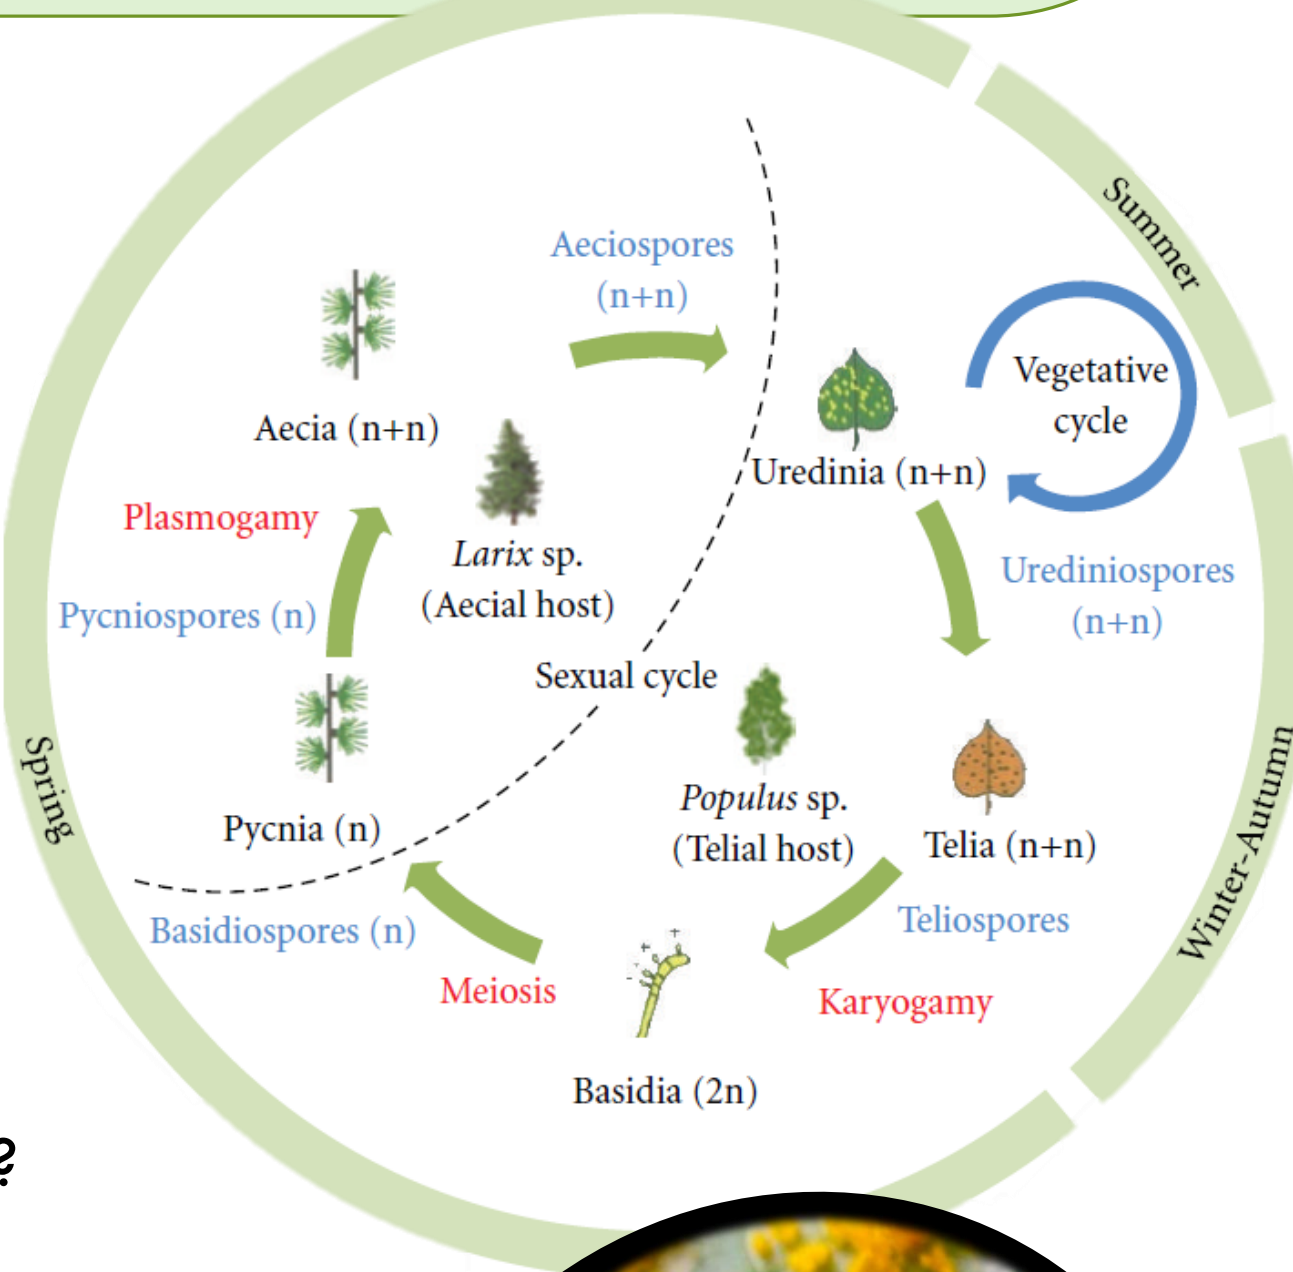 Summer
Aeciospores
(n+n)
Vegetative
cycle
Aecia (n+n)
Uredinia (n+n)
Plasmogamy
Larix sp.
(Aecial host)
Urediniospores
(n+n)
Pycniospores (n)
Sexual cycle
Spring
Populus sp.
(Telial host)
Pycnia (n)
Telia (n+n)
Winter-Autumn
Basidiospores (n)
Teliospores
Meiosis
+
+
-
-
Karyogamy
Basidia (2n)
?